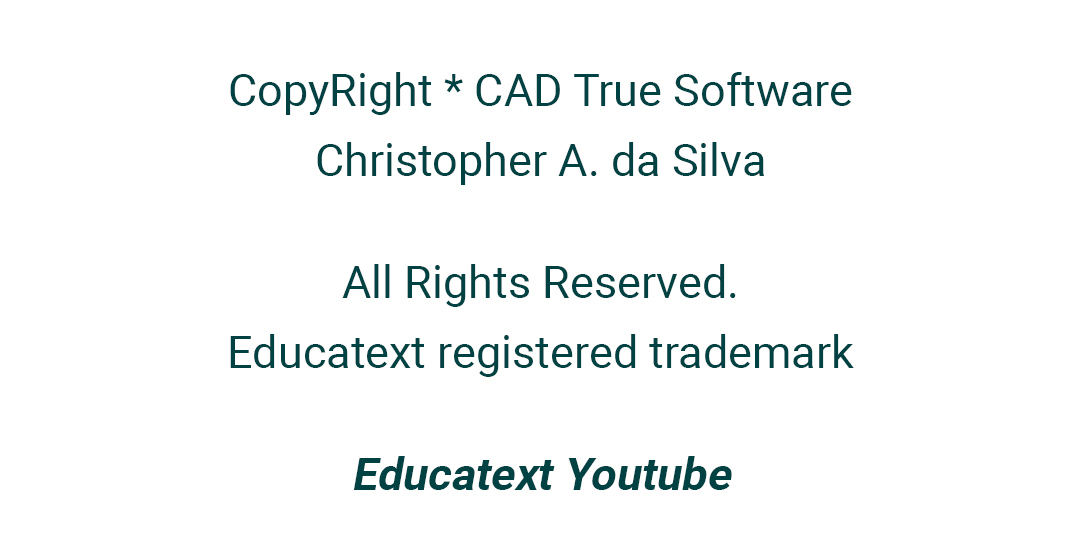 CopyRight * CAD True Software
Christopher A. da Silva
All Rights Reserved.
Educatext registered trademark
Educatext Youtube